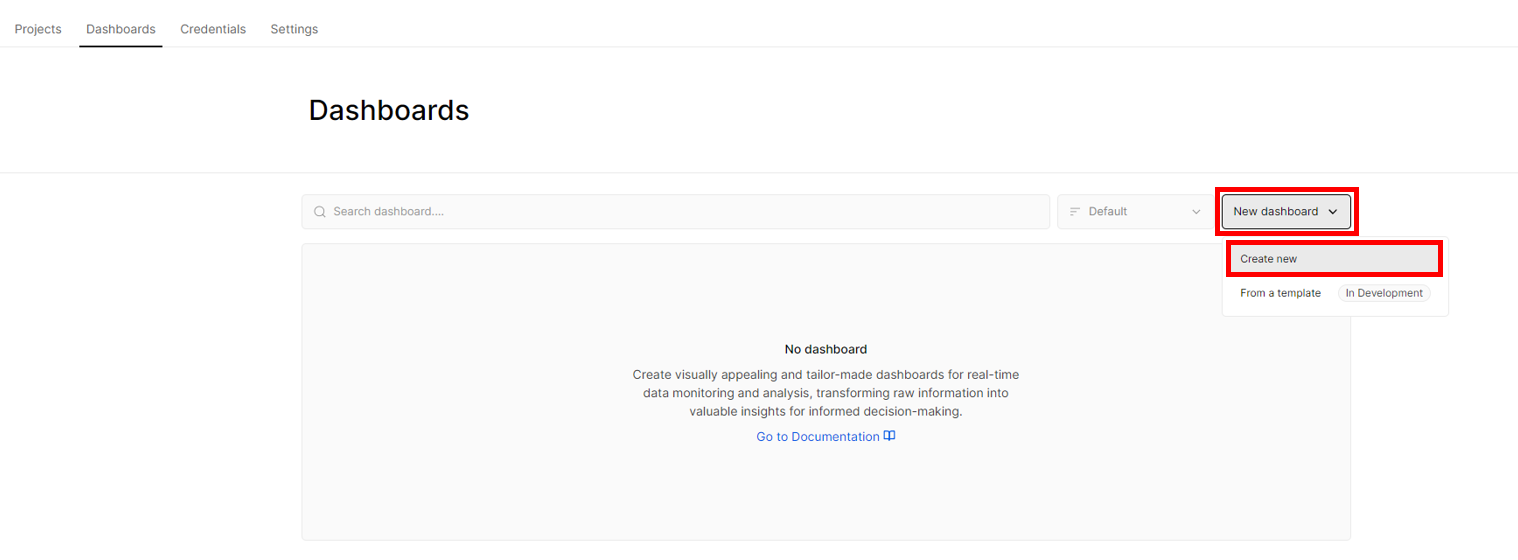 Projects Dashboards Credentials Settings
Dashboards
Search dashboard.... Default New dashboard
Create new
From a template In Development
No dashboard
Create visually appealing and tailor-made dashboards for real-time
data monitoring and analysis, transforming raw information into
valuable insights for informed decision-making.
Go to Documentation